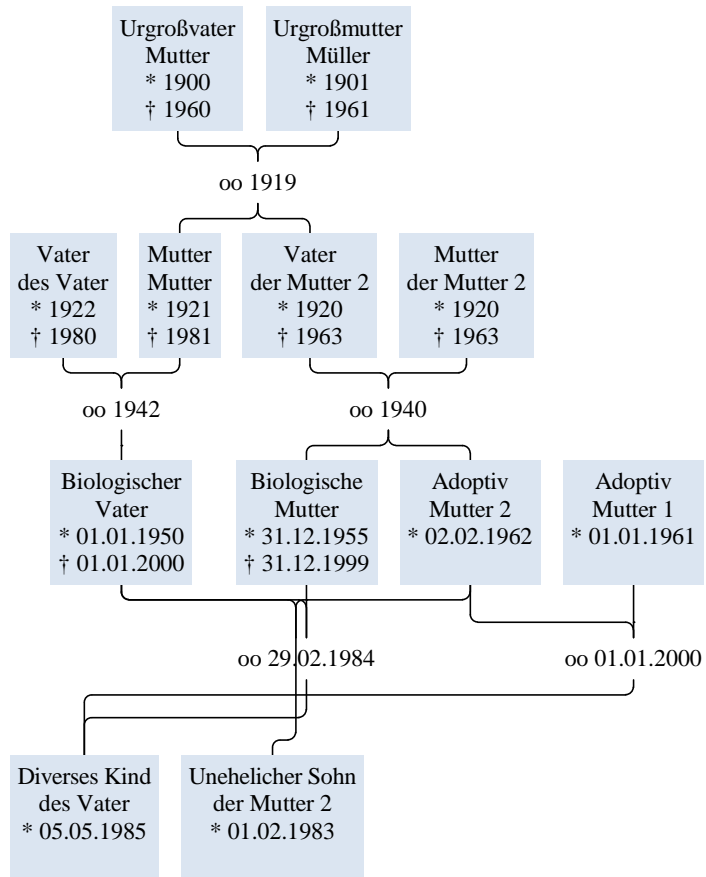 Urgroßvater
Mutter
* 1900
† 1960
Urgroßmutter
Müller
* 1901
† 1961
oo 1919
Vater
des Vater
* 1922
† 1980
Mutter
Mutter
* 1921
† 1981
Vater
der Mutter 2
* 1920
† 1963
Mutter
der Mutter 2
* 1920
† 1963
oo 1942
oo 1940
Biologischer
Vater
* 01.01.1950
† 01.01.2000
Biologische
Mutter
* 31.12.1955
† 31.12.1999
Adoptiv
Mutter 2
* 02.02.1962
Adoptiv
Mutter 1
* 01.01.1961
oo 29.02.1984
oo 01.01.2000
Diverses Kind
des Vater
* 05.05.1985
Unehelicher Sohn
der Mutter 2
* 01.02.1983